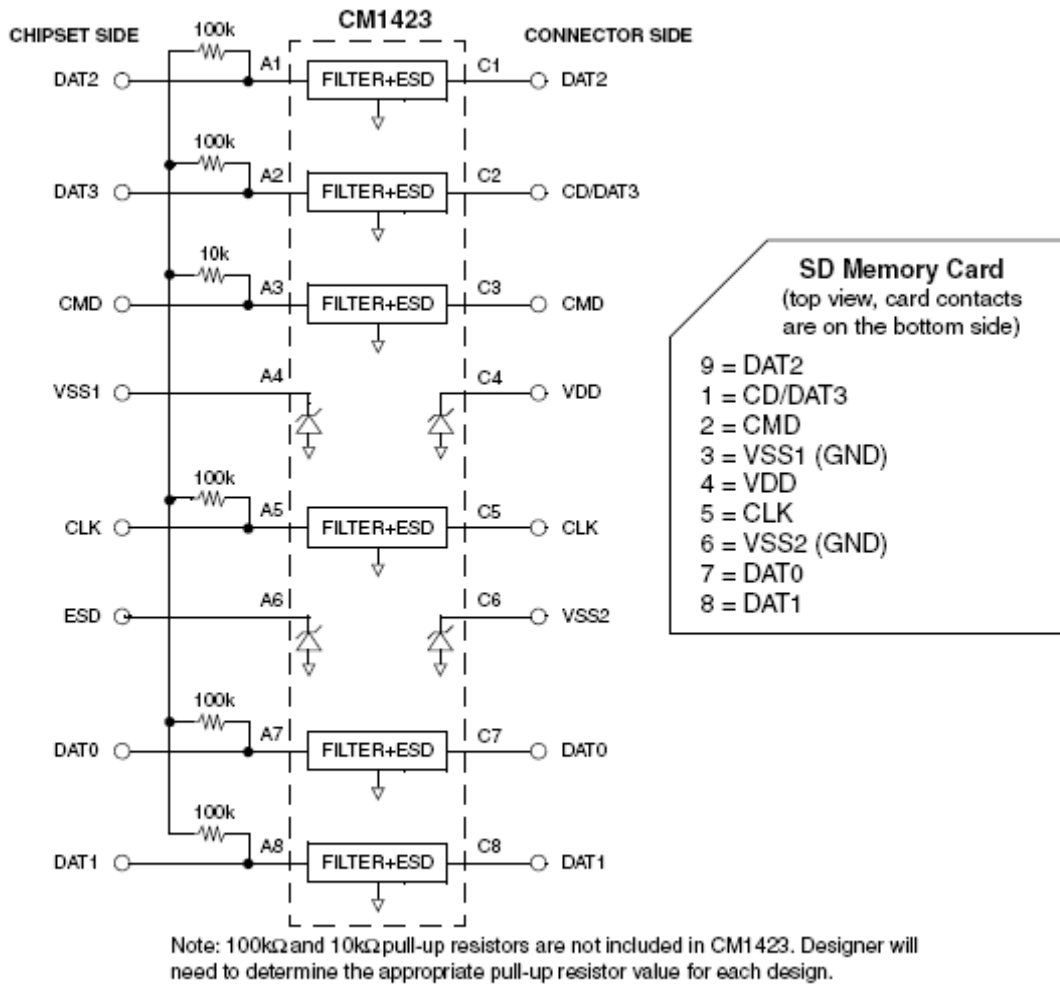 CM1423
CHIPSET SIDE
CONNECTOR SIDE
100k
DAT2
A1
FILTER+ESD
C1
DAT2
100k
DAT3
A2
FILTER+ESD
C2
CD/DAT3
10k
CMD
A3
FILTER+ESD
C3
CMD
VSS1
A4
C4
VDD
100k
CLK
A5
FILTER+ESD
C5
CLK
ESD
A6
C6
VSS2
100k
DAT0
A7
FILTER+ESD
C7
DAT0
100k
DAT1
A8
FILTER+ESD
C8
DAT1
SD Memory Card
(top view, card contacts
are on the bottom side)
9 = DAT2
1 = CD/DAT3
2 = CMD
3 = VSS1 (GND)
4 = VDD
5 = CLK
6 = VSS2 (GND)
7 = DAT0
8 = DAT1
Note: 100kΩ and 10kΩ pull-up resistors are not included in CM1423. Designer will
need to determine the appropriate pull-up resistor value for each design.